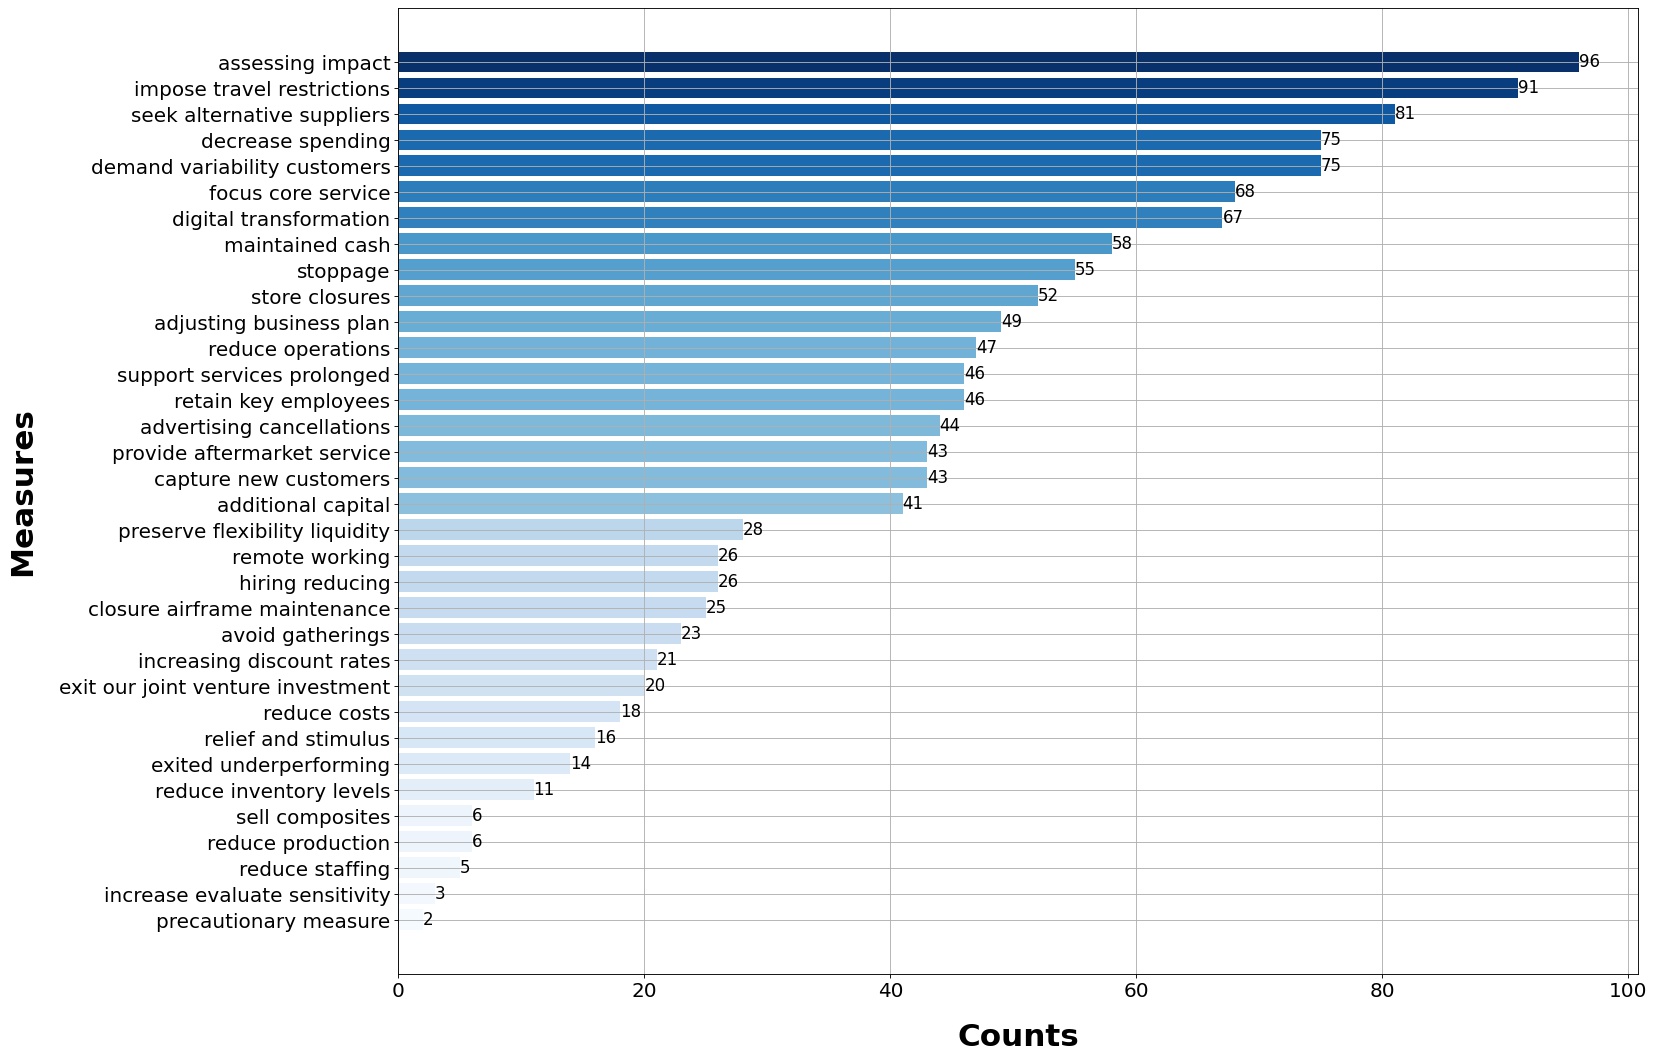 assessing impact 96
impose travel restrictions 91
seek alternative suppliers 81
decrease spending 75
demand variability customers 75
focus core service 68
digital transformation 67
maintained cash 58
stoppage 55
store closures 52
adjusting business plan 49
reduce operations 47
support services prolonged 46
retain key employees 46
advertising cancellations 44
provide aftermarket service 43
capture new customers 43
additional capital 41
preserve flexibility liquidity 28
remote working 26
hiring reducing 26
closure airframe maintenance 25
avoid gatherings 23
increasing discount rates 21
exit our joint venture investment 20
reduce costs 18
relief and stimulus 16
exited underperforming 14
reduce inventory levels 11
sell composites 6
reduce production 6
reduce staffing 5
increase evaluate sensitivity 3
precautionary measure 2
Measures
0 20 40 60 80 100
Counts